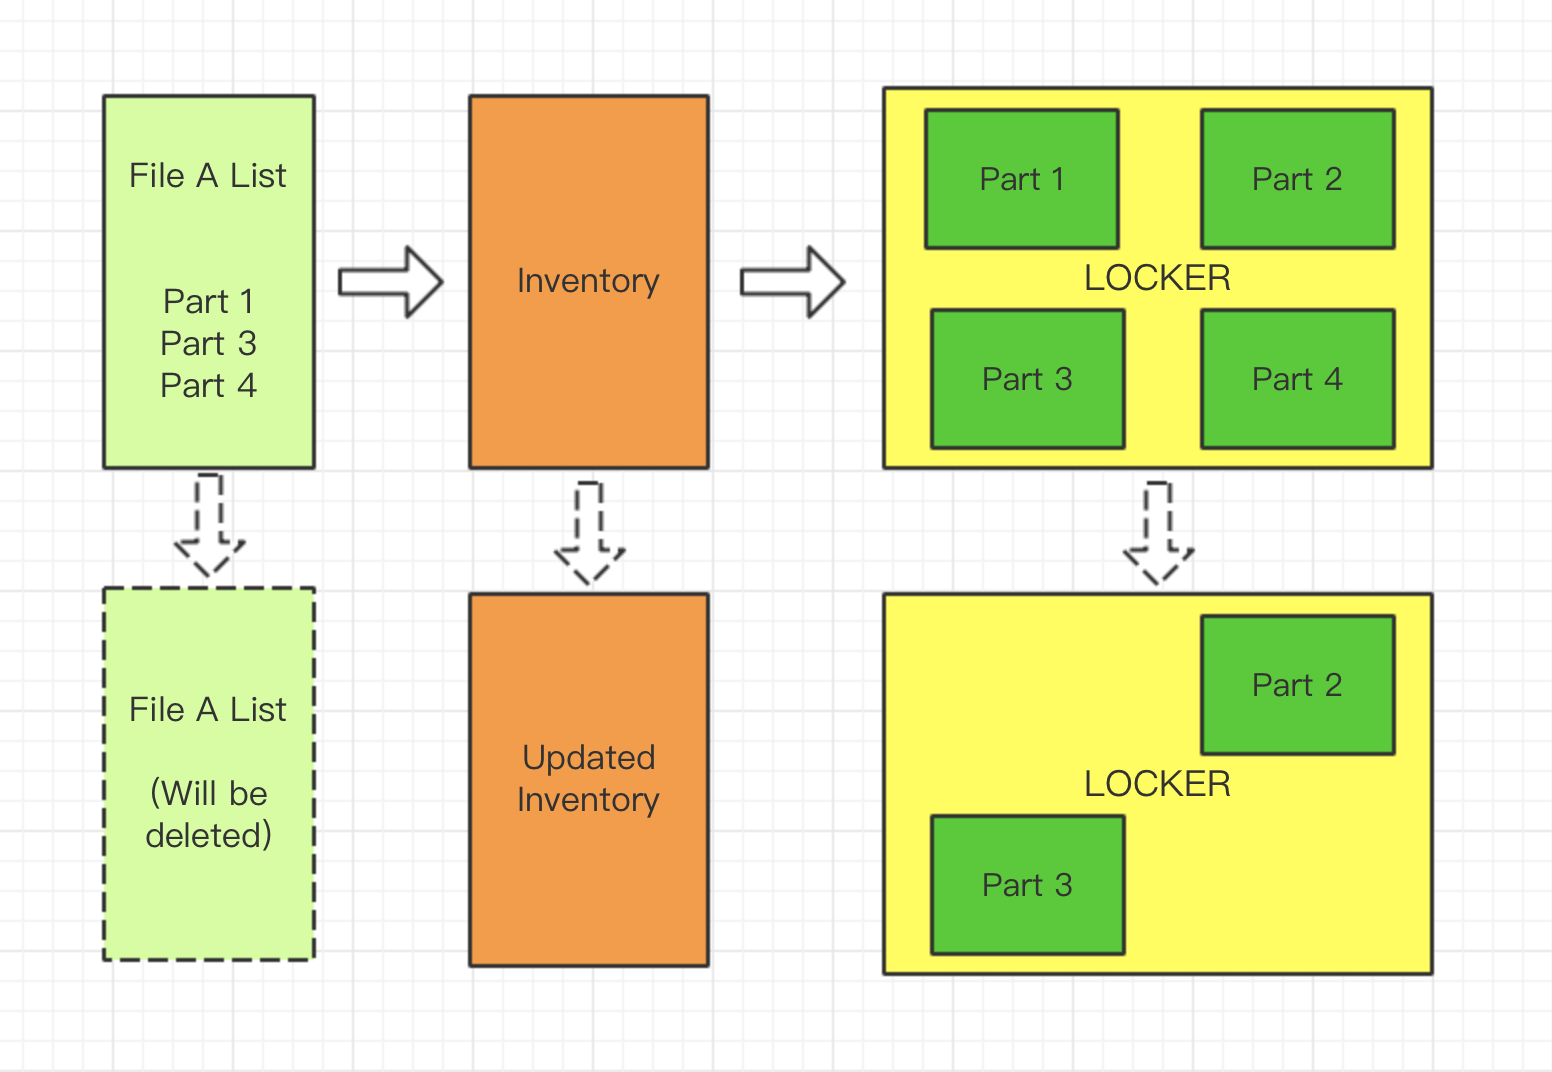 File A List
Part 1
Part 3
Part 4
Inventory
Part 1
Part 2
LOCKER
Part 3
Part 4
File A List
(Will be
deleted)
Updated
Inventory
Part 2
LOCKER
Part 3